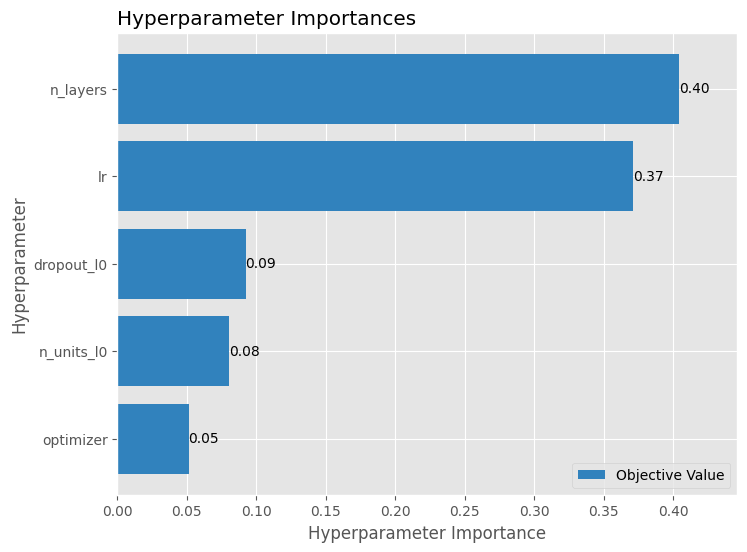 Hyperparameter Importances
n_layers
0.40
lr
0.37
dropout_l0
0.09
n_units_l0
0.08
optimizer
0.05
Hyperparameter
Objective Value
0.00 0.05 0.10 0.15 0.20 0.25 0.30 0.35 0.40
Hyperparameter Importance